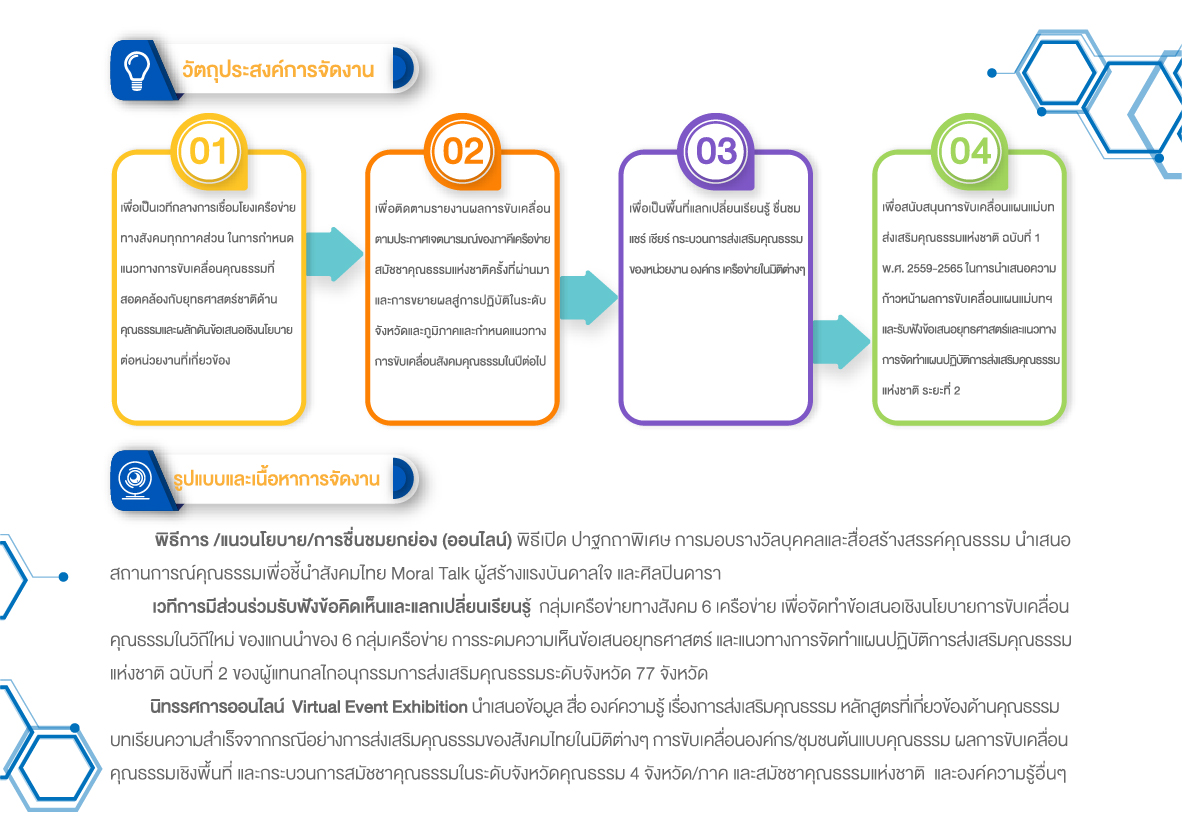 วัตถุประสงค์การจัดงาน
01
เพื่อเป็นเวทีกลางการเชื่อมโยงเครือข่าย
ทางสังคมทุกภาคส่วน ในการกำหนด
แนวทางการขับเคลื่อนคุณธรรมที่
สอดคล้องกับยุทธศาสตร์ชาติด้าน
คุณธรรมและผลักดันข้อเสนอเชิงนโยบาย
ต่อหน่วยงานที่เกี่ยวข้อง
02
เพื่อติดตามรายงานผลการขับเคลื่อน
ตามประกาศเจตนารมณ์ของภาคีเครือข่าย
สมัชชาคุณธรรมแห่งชาติครั้งที่ผ่านมา
และการขยายผลสู่การปฏิบัติในระดับ
จังหวัดและภูมิภาคและกำหนดแนวทาง
การขับเคลื่อนสังคมคุณธรรมในปีต่อไป
03
เพื่อเป็นพื้นที่แลกเปลี่ยนเรียนรู้ ชื่นชม
แชร์ เชียร์ กระบวนการส่งเสริมคุณธรรม
ของหน่วยงาน องค์กร เครือข่ายในมิติต่างๆ
04
เพื่อสนับสนุนการขับเคลื่อนแผนแม่บท
ส่งเสริมคุณธรรมแห่งชาติ ฉบับที่ 1
พ.ศ. 2559-2565 ในการนำเสนอความ
ก้าวหน้าผลการขับเคลื่อนแผนแม่บทฯ
และรับฟังข้อเสนอยุทธศาสตร์และแนวทาง
การจัดทำแผนปฏิบัติการส่งเสริมคุณธรรม
แห่งชาติ ระยะที่ 2
รูปแบบและเนื้อหาการจัดงาน
พิธีการ /แนวนโยบาย/การชื่นชมยกย่อง (ออนไลน์) พิธีเปิด ปาฐกถาพิเศษ การมอบรางวัลบุคคลและสื่อสร้างสรรค์คุณธรรม นำเสนอ
สถานการณ์คุณธรรมเพื่อชี้นำสังคมไทย Moral Talk ผู้สร้างแรงบันดาลใจ และศิลปินดารา
เวทีการมีส่วนร่วมรับฟังข้อคิดเห็นและแลกเปลี่ยนเรียนรู้ กลุ่มเครือข่ายทางสังคม 6 เครือข่าย เพื่อจัดทำข้อเสนอเชิงนโยบายการขับเคลื่อน
คุณธรรมในวิถีใหม่ ของแกนนำของ 6 กลุ่มเครือข่าย การระดมความเห็นข้อเสนอยุทธศาสตร์ และแนวทางการจัดทำแผนปฏิบัติการส่งเสริมคุณธรรม
แห่งชาติ ฉบับที่ 2 ของผู้แทนกลไกอนุกรรมการส่งเสริมคุณธรรมระดับจังหวัด 77 จังหวัด
นิทรรศการออนไลน์ Virtual Event Exhibition นำเสนอข้อมูล สื่อ องค์ความรู้ เรื่องการส่งเสริมคุณธรรม หลักสูตรที่เกี่ยวข้องด้านคุณธรรม
บทเรียนความสำเร็จจากกรณีอย่างการส่งเสริมคุณธรรมของสังคมไทยในมิติต่างๆ การขับเคลื่อนองค์กร/ชุมชนต้นแบบคุณธรรม ผลการขับเคลื่อน
คุณธรรมเชิงพื้นที่ และกระบวนการสมัชชาคุณธรรมในระดับจังหวัดคุณธรรม 4 จังหวัด/ภาค และสมัชชาคุณธรรมแห่งชาติ และองค์ความรู้อื่นๆ